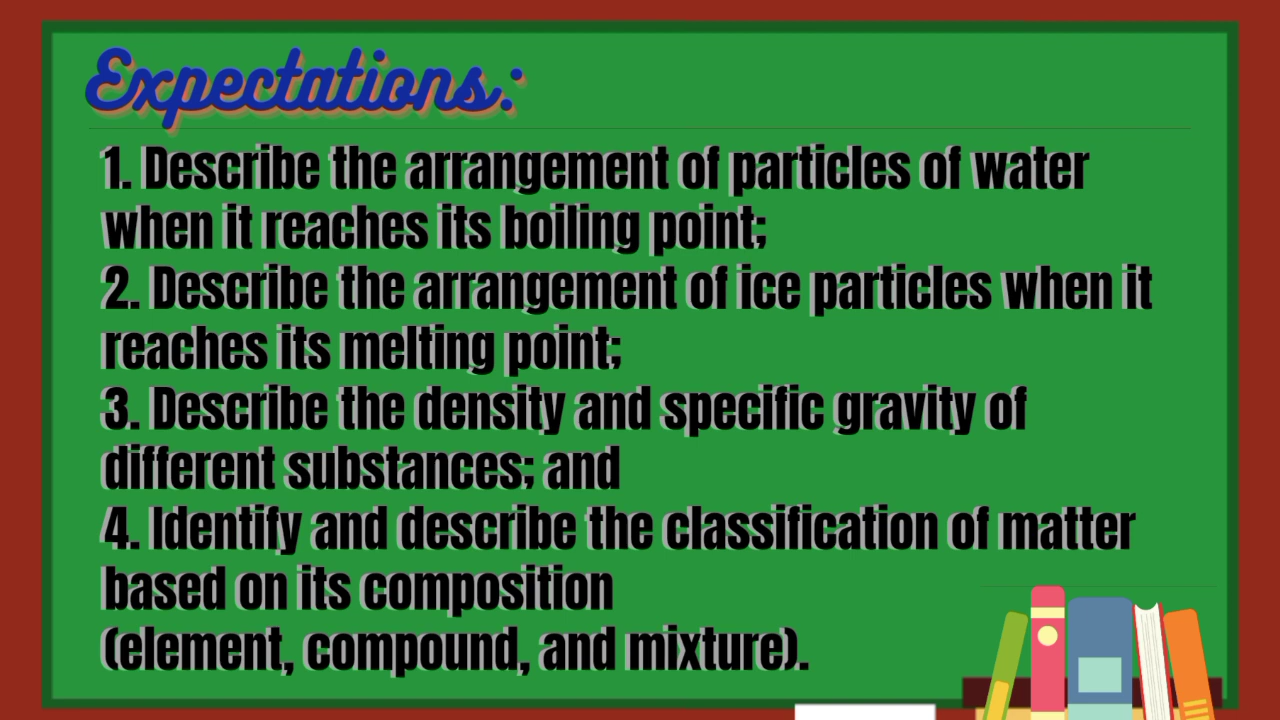 Expectations:
1. Describe the arrangement of particles of water
when it reaches its boiling point;
2. Describe the arrangement of ice particles when it
reaches its melting point;
3. Describe the density and specific gravity of
different substances; and
4. Identify and describe the classification of matter
based on its composition
(element, compound, and mixture).